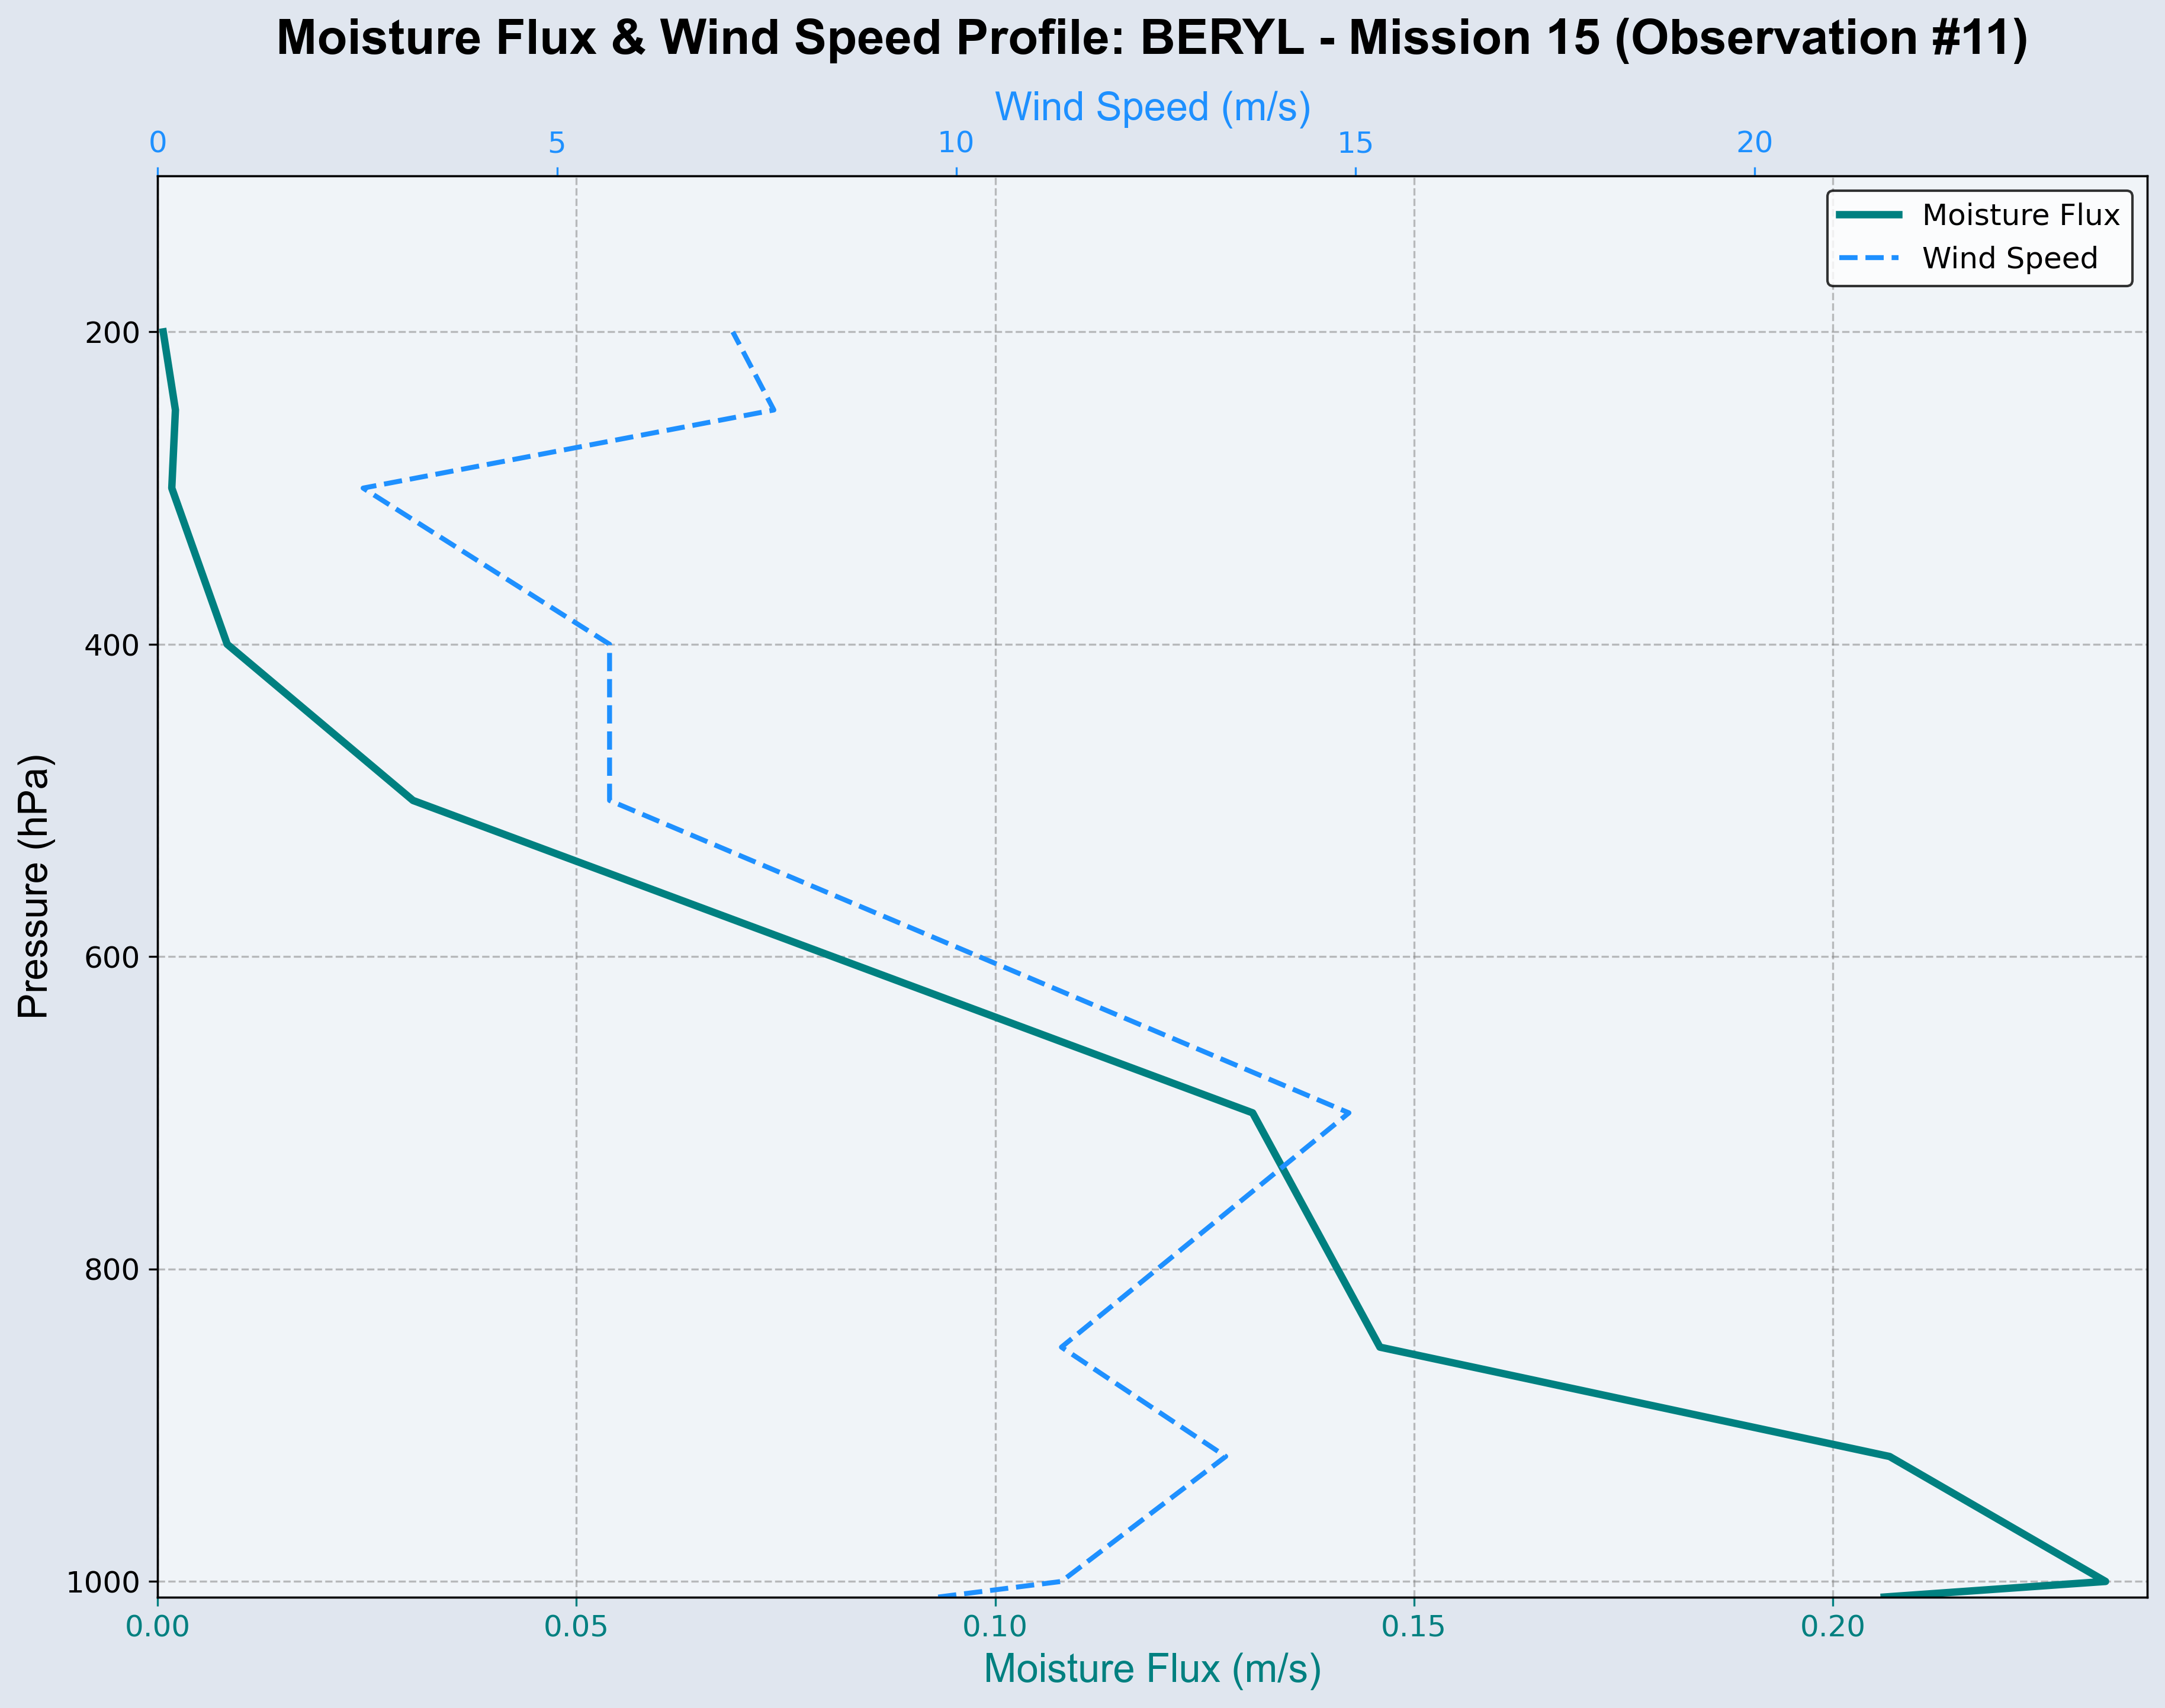 Moisture Flux & Wind Speed Profile: BERYL - Mission 15 (Observation #11)
Wind Speed (m/s)
0 5 10 15 20
Moisture Flux
Wind Speed
200
400
600
800
1000
Pressure (hPa)
0.00 0.05 0.10 0.15 0.20
Moisture Flux (m/s)